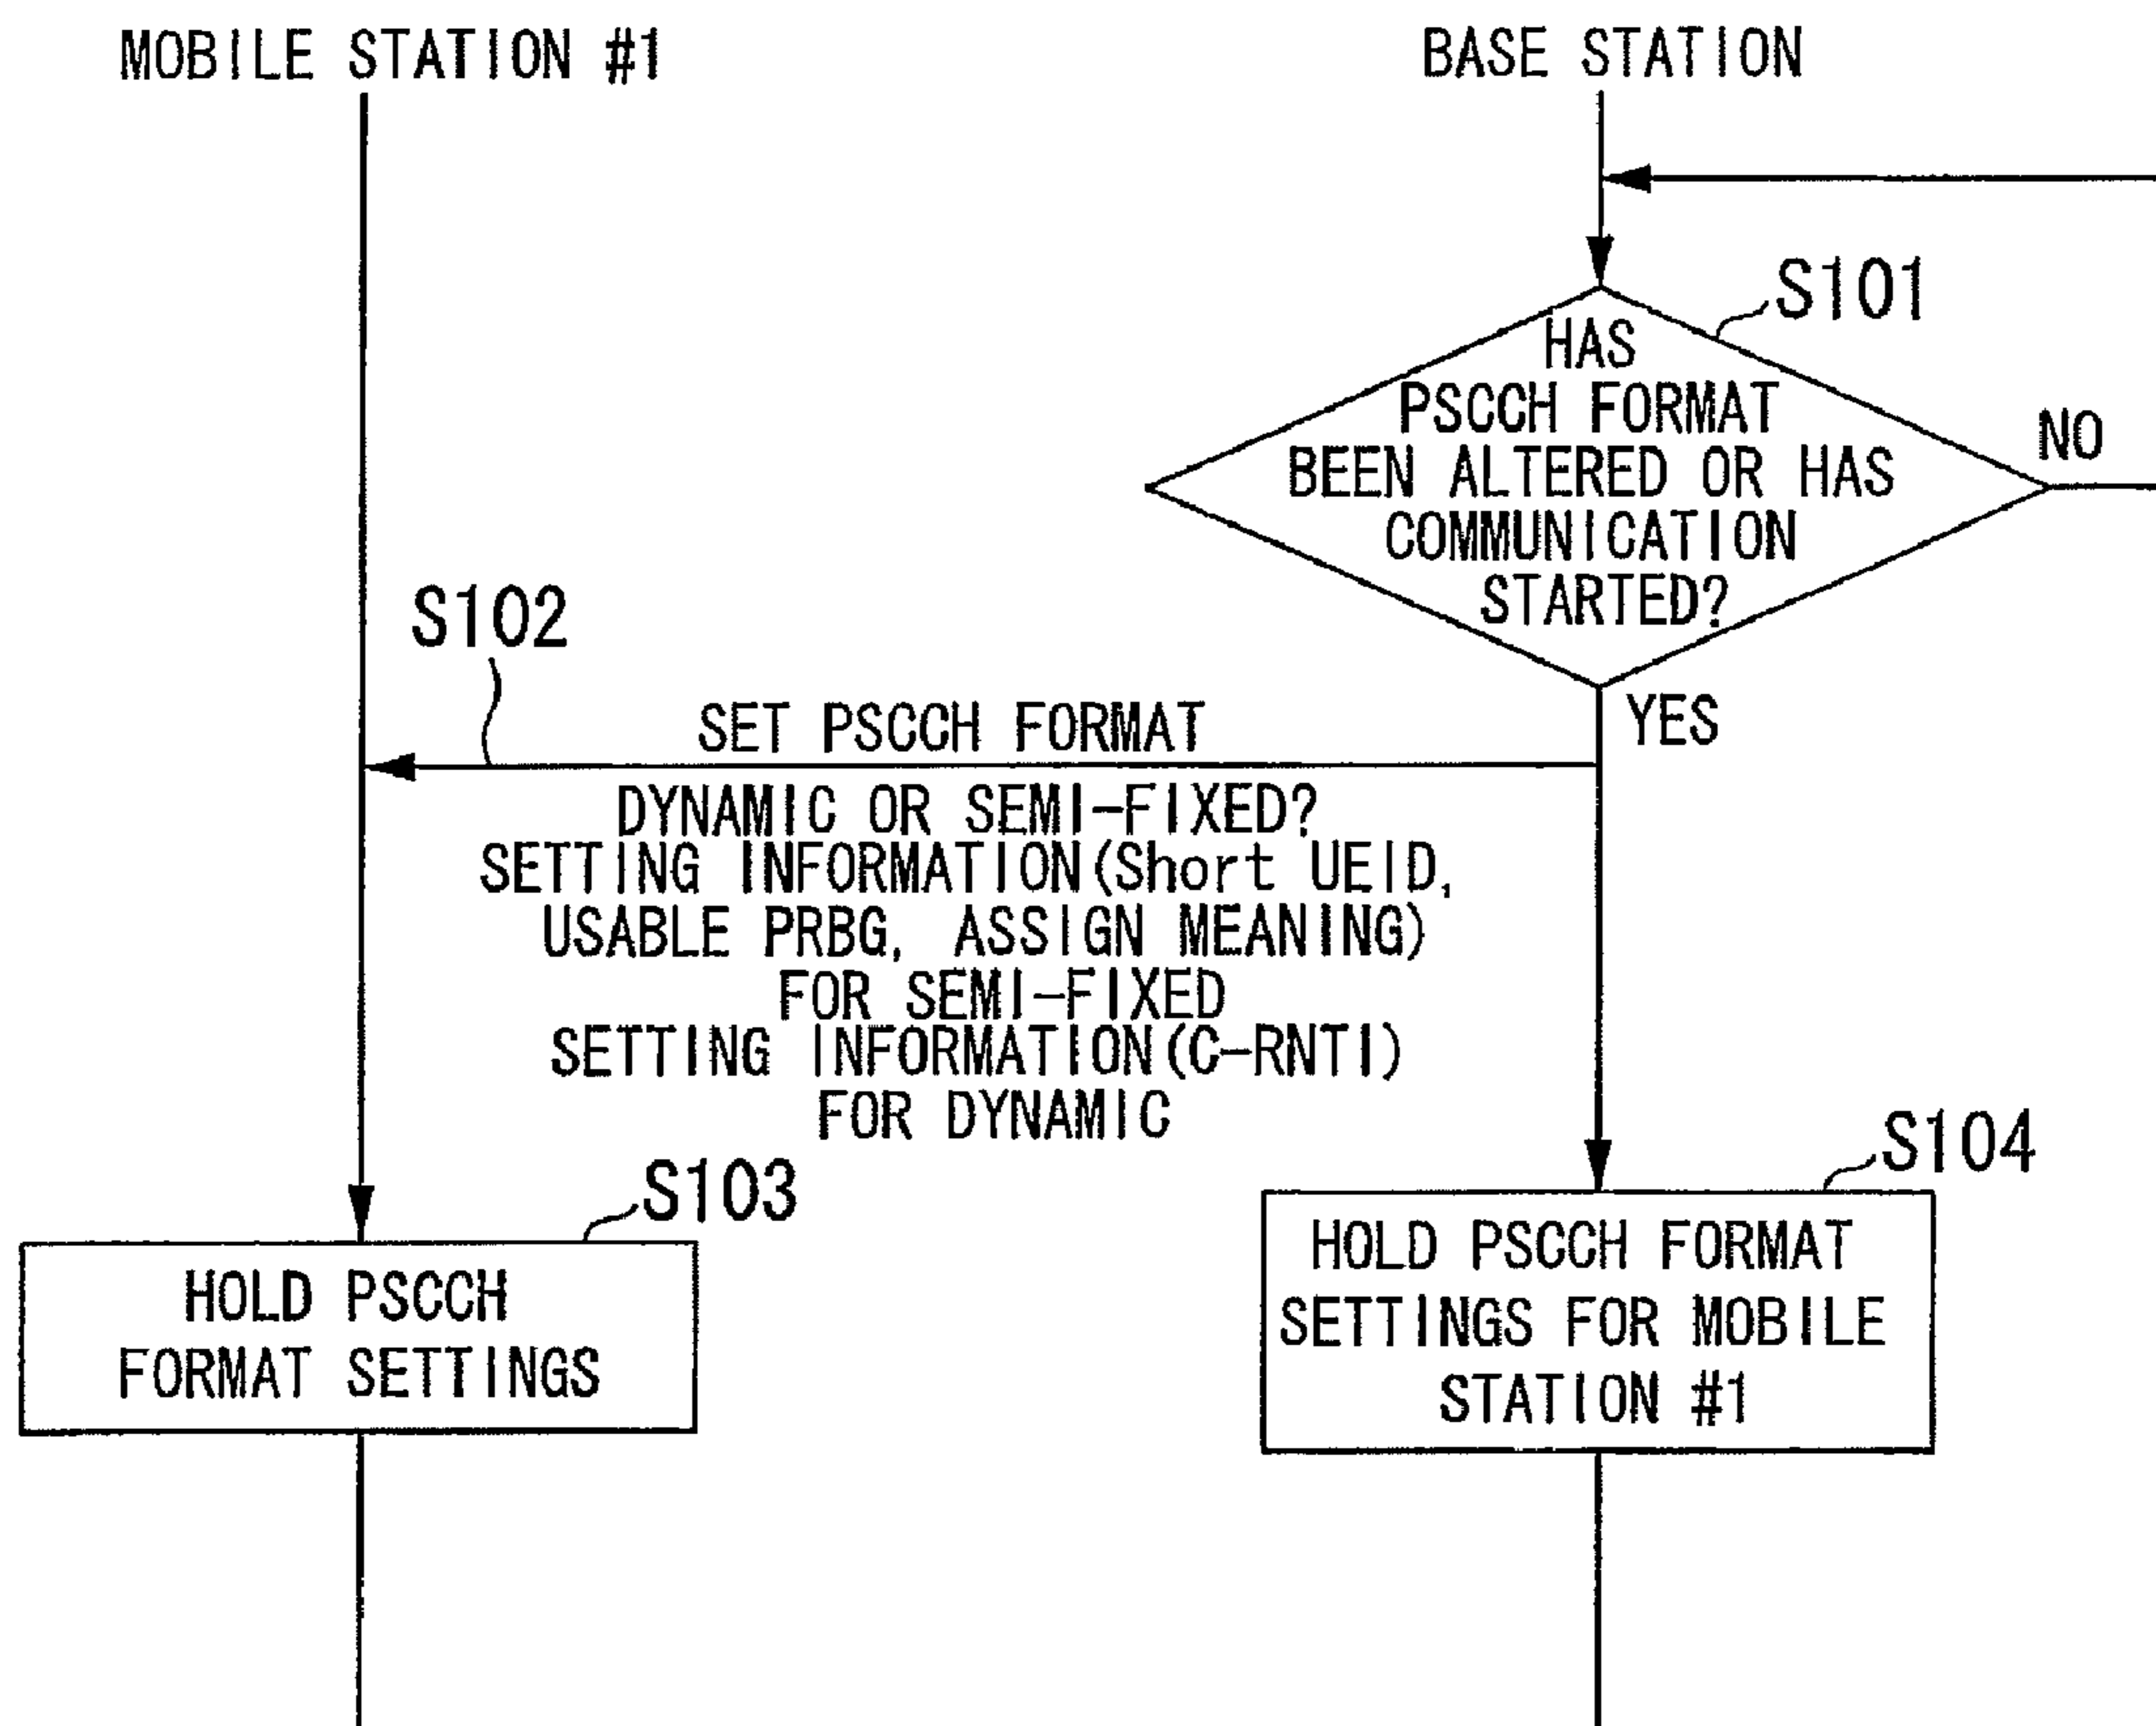 MOBILE STATION #1
BASE STATION
S101
HAS
PSCCH FORMAT
BEEN ALTERED OR HAS
COMMUNICATION
STARTED?
NO
YES
S102
SET PSCCH FORMAT
DYNAMIC OR SEMI-FIXED?
SETTING INFORMATION(Short UEID,
USABLE PRBG, ASSIGN MEANING)
FOR SEMI-FIXED
SETTING INFORMATION(C-RNTI)
FOR DYNAMIC
S103
HOLD PSCCH
FORMAT SETTINGS
S104
HOLD PSCCH FORMAT
SETTINGS FOR MOBILE
STATION #1